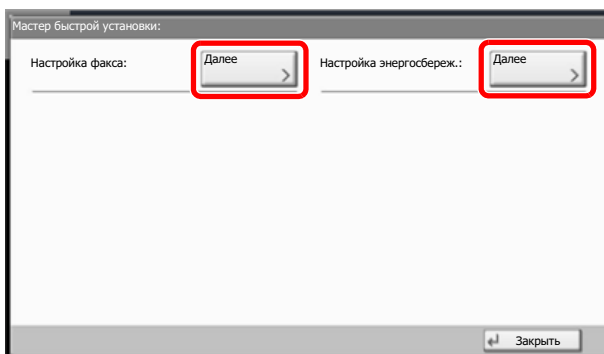 Мастер быстрой установки:
Настройка факса: Далее Настройка энергосбереж.: Далее
Закрыть